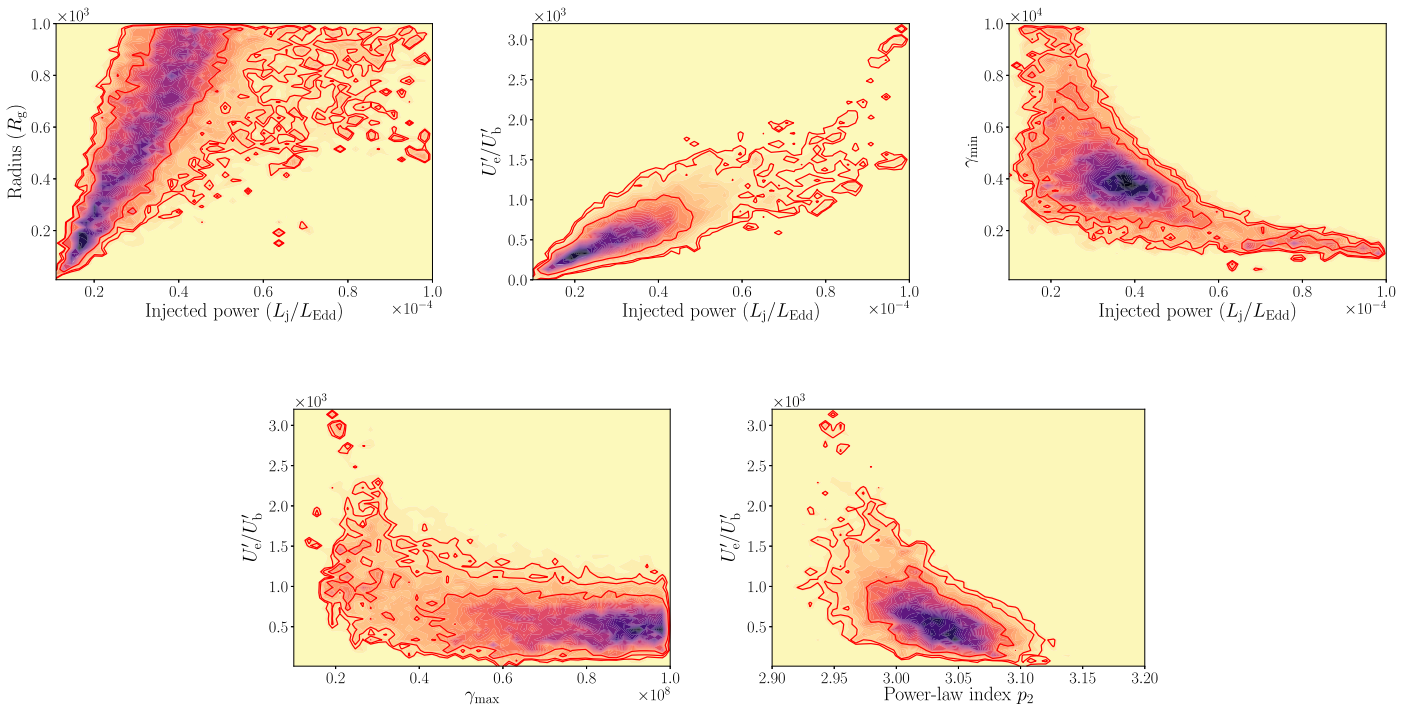 ×10³
1.0
0.8
0.6
0.4
0.2
Radius (R_g)
0.2 0.4 0.6 0.8 1.0
Injected power (L_j/L_Edd)
×10⁻⁴
×10³
3.0
2.5
2.0
1.5
1.0
0.5
0.0
U′_e/U′_b
0.2 0.4 0.6 0.8 1.0
Injected power (L_j/L_Edd)
×10⁻⁴
×10⁴
1.0
0.8
0.6
0.4
0.2
γ_min
0.2 0.4 0.6 0.8 1.0
Injected power (L_j/L_Edd)
×10⁻⁴
×10³
3.0
2.5
2.0
1.5
1.0
0.5
U′_e/U′_b
0.2 0.4 0.6 0.8 1.0
γ_max
×10⁸
×10³
3.0
2.5
2.0
1.5
1.0
0.5
U′_e/U′_b
2.90 2.95 3.00 3.05 3.10 3.15 3.20
Power-law index p₂